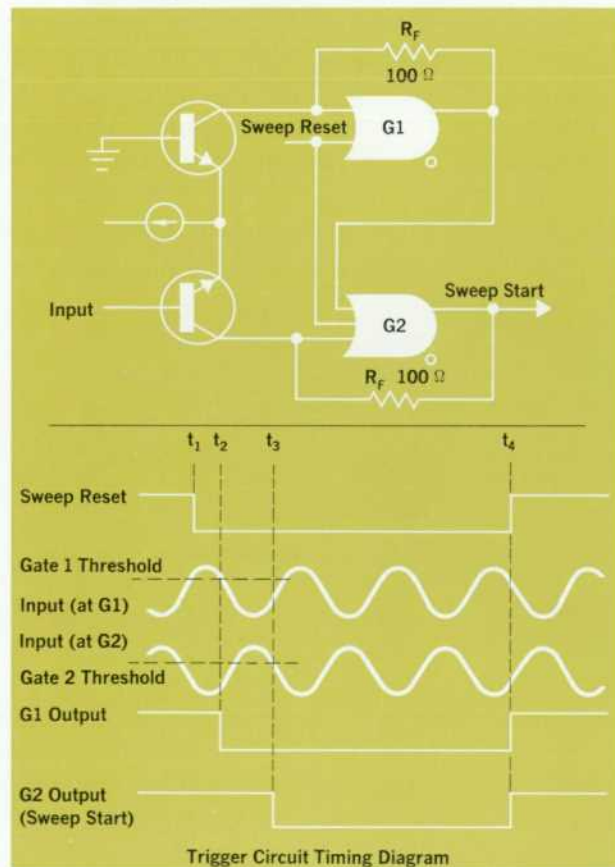 R_F
100 Ω
Sweep Reset
G1
Input
Sweep Start
G2
R_F 100 Ω
t₁ t₂ t₃ t₄
Sweep Reset
Gate 1 Threshold
Input (at G1)
Input (at G2)
Gate 2 Threshold
G1 Output
G2 Output
(Sweep Start)
Trigger Circuit Timing Diagram